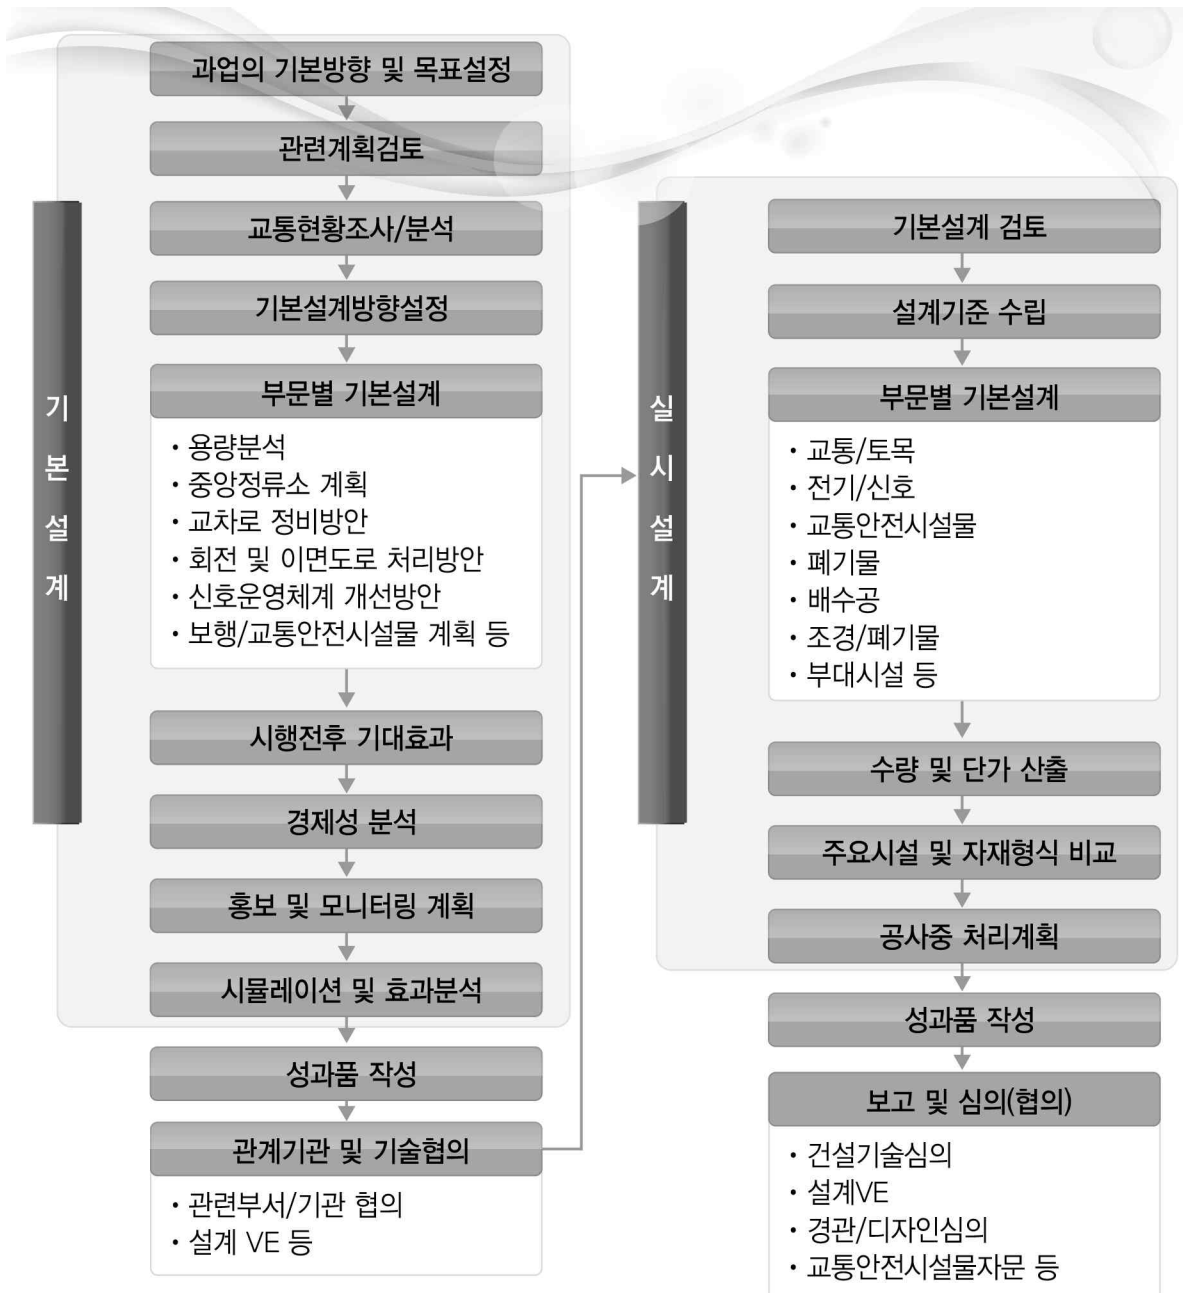 과업의 기본방향 및 목표설정
관련계획검토
교통현황조사/분석
기본설계방향설정
기본설계
부문별 기본설계
· 용량분석
· 중앙정류소 계획
· 교차로 정비방안
· 회전 및 이면도로 처리방안
· 신호운영체계 개선방안
· 보행/교통안전시설물 계획 등
시행전후 기대효과
경제성 분석
홍보 및 모니터링 계획
시뮬레이션 및 효과분석
성과품 작성
관계기관 및 기술협의
· 관련부서/기관 협의
· 설계 VE 등
실시설계
기본설계 검토
설계기준 수립
부문별 기본설계
· 교통/토목
· 전기/신호
· 교통안전시설물
· 폐기물
· 배수공
· 조경/폐기물
· 부대시설 등
수량 및 단가 산출
주요시설 및 자재형식 비교
공사중 처리계획
성과품 작성
보고 및 심의(협의)
· 건설기술심의
· 설계VE
· 경관/디자인심의
· 교통안전시설물자문 등